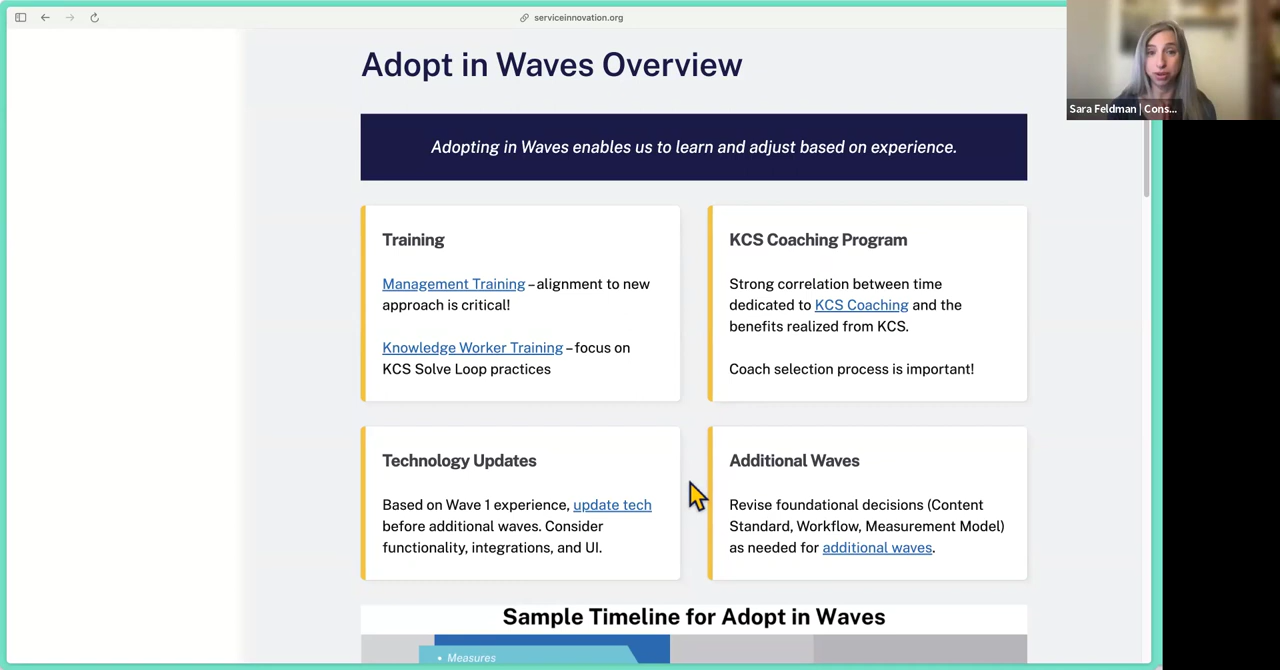 serviceinnovation.org
Sara Feldman | Cons...
Adopt in Waves Overview
Adopting in Waves enables us to learn and adjust based on experience.
Training
Management Training – alignment to new
approach is critical!
Knowledge Worker Training – focus on
KCS Solve Loop practices
KCS Coaching Program
Strong correlation between time
dedicated to KCS Coaching and the
benefits realized from KCS.
Coach selection process is important!
Technology Updates
Based on Wave 1 experience, update tech
before additional waves. Consider
functionality, integrations, and UI.
Additional Waves
Revise foundational decisions (Content
Standard, Workflow, Measurement Model)
as needed for additional waves.
Sample Timeline for Adopt in Waves
• Measures